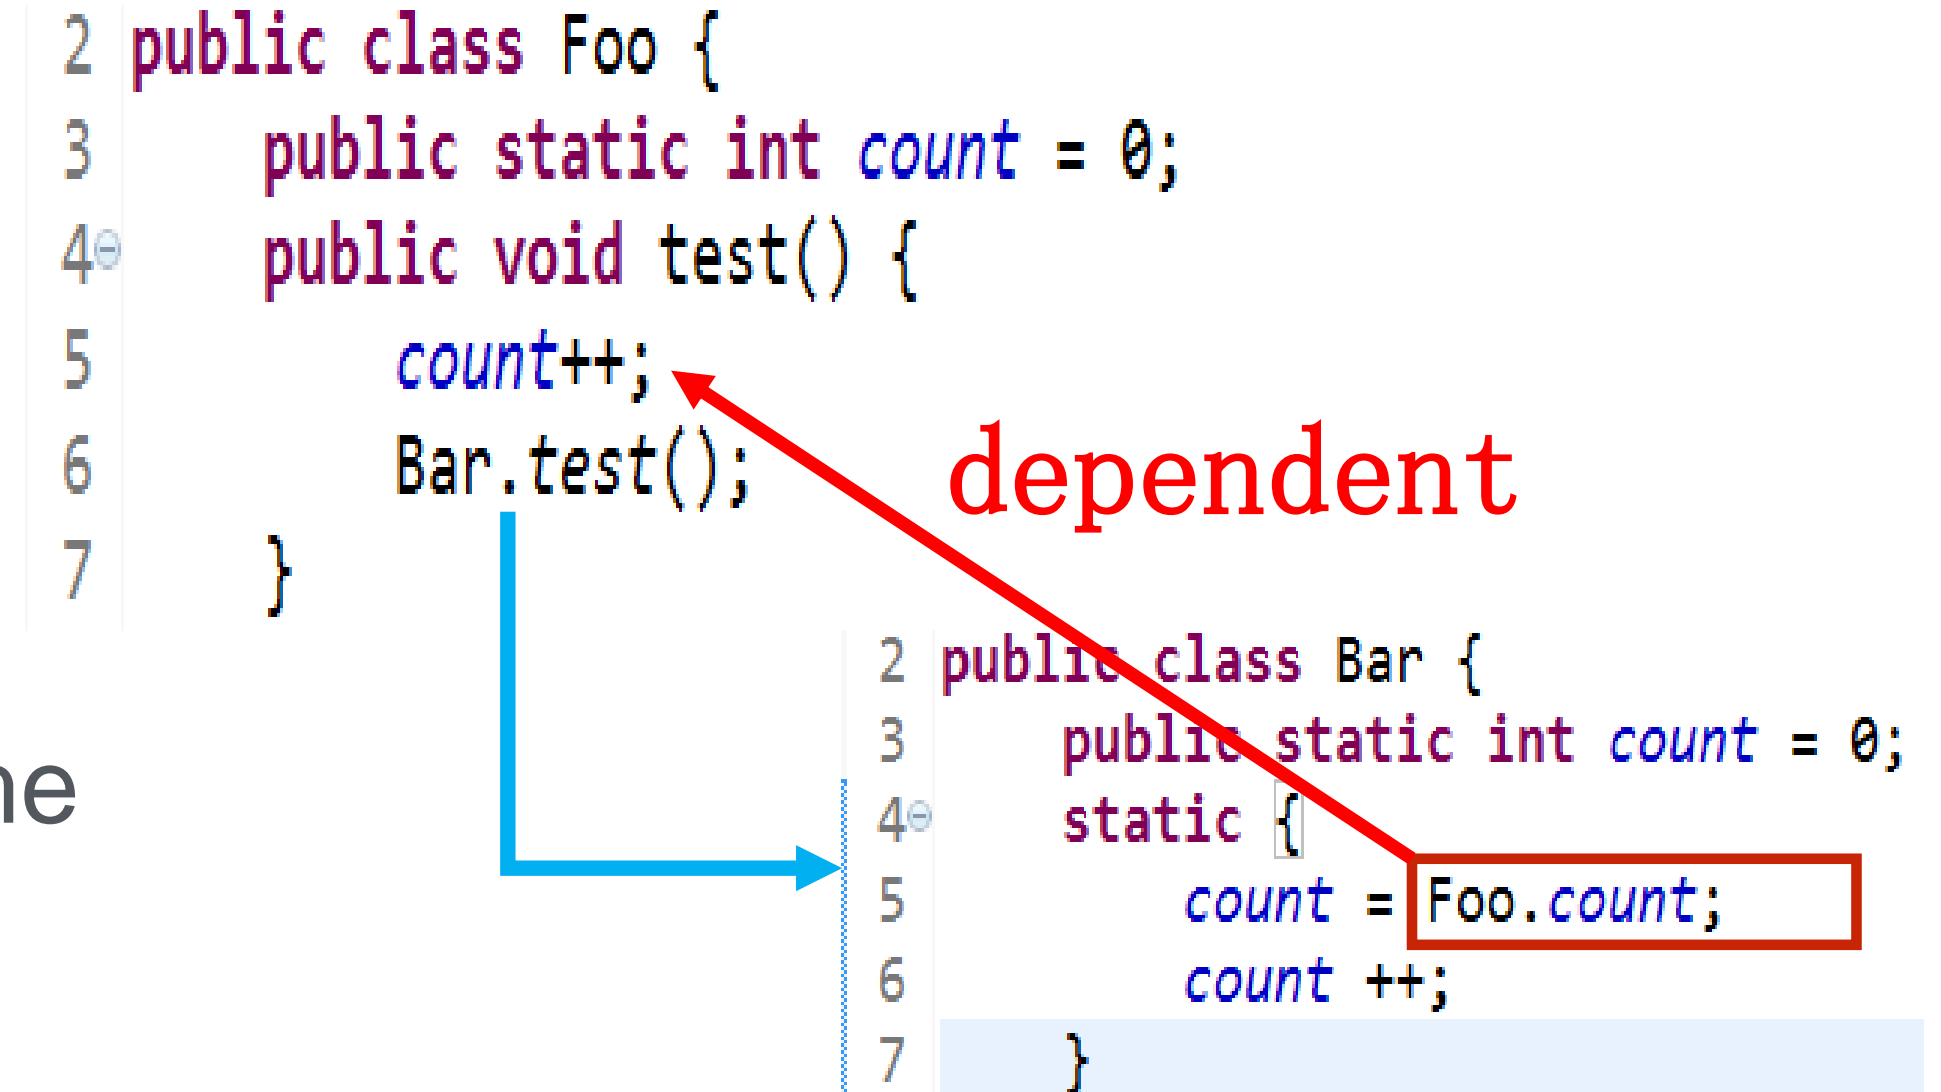 2 public class Foo {
3 public static int count = 0;
4 public void test() {
5 count++;
6 Bar.test();
7 }
dependent
2 public class Bar {
3 public static int count = 0;
4 static {
5 count = Foo.count;
6 count ++;
7 }